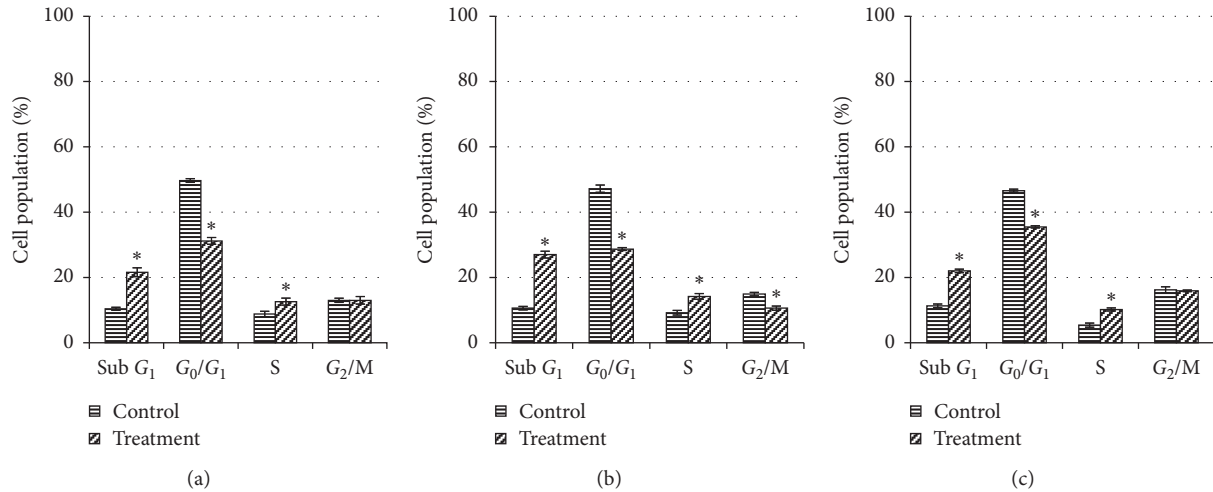 Cell population (%)
100
80
60
40
20
0
*
*
*
Sub G₁ G₀/G₁ S G₂/M
Control
Treatment
(a)
Cell population (%)
100
80
60
40
20
0
*
*
*
*
Sub G₁ G₀/G₁ S G₂/M
Control
Treatment
(b)
Cell population (%)
100
80
60
40
20
0
*
*
*
Sub G₁ G₀/G₁ S G₂/M
Control
Treatment
(c)